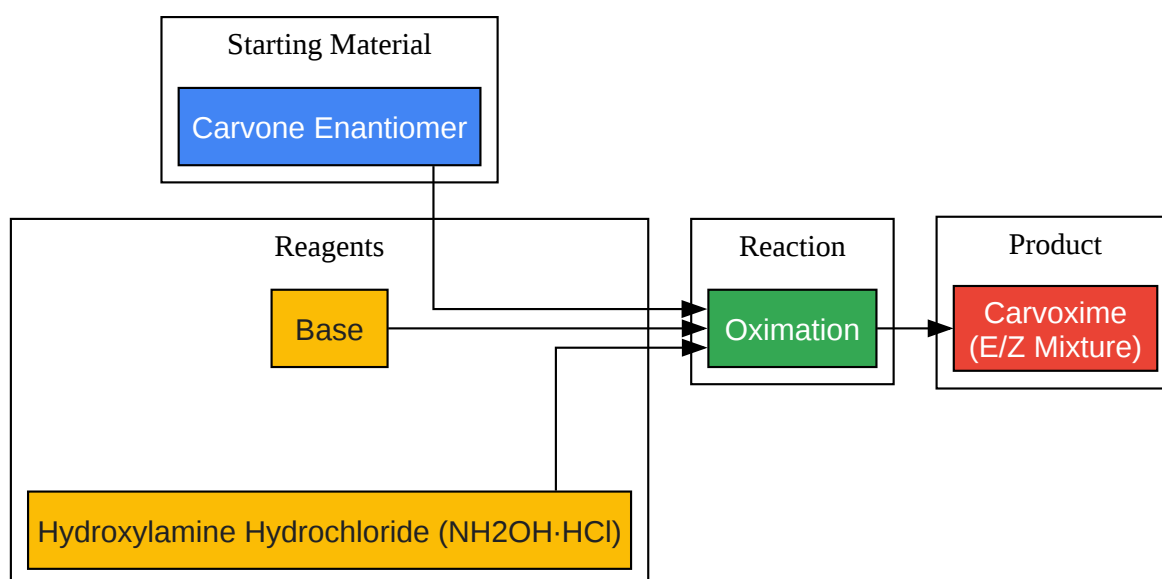 Starting Material
Carvone Enantiomer
Reagents
Base
Hydroxylamine Hydrochloride (NH2OH·HCl)
Reaction
Oximation
Product
Carvoxime
(E/Z Mixture)